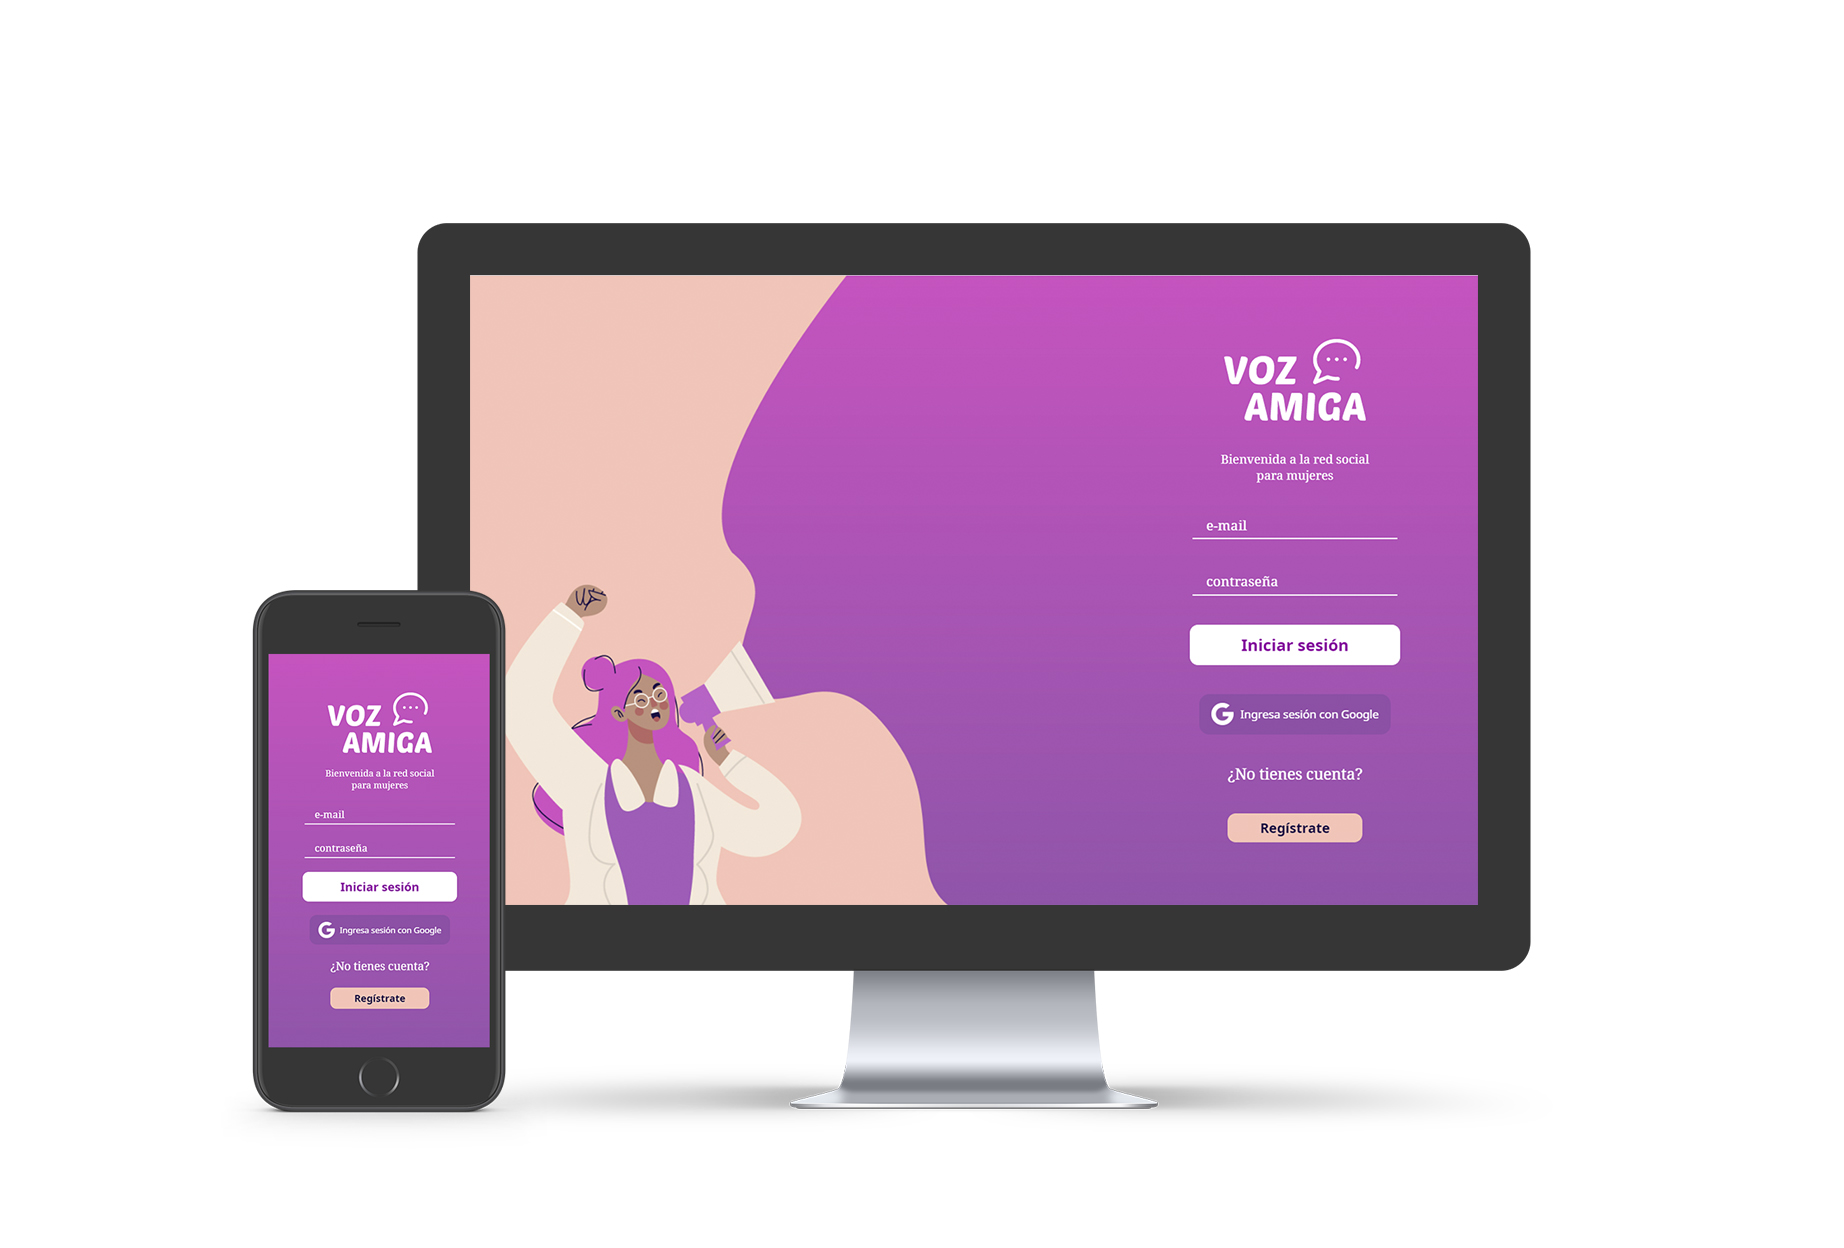 VOZ
AMIGA
Bienvenida a la red social
para mujeres
e-mail
contraseña
Iniciar sesión
G Ingresa sesión con Google
¿No tienes cuenta?
Regístrate
VOZ
AMIGA
Bienvenida a la red social
para mujeres
e-mail
contraseña
Iniciar sesión
G Ingresa sesión con Google
¿No tienes cuenta?
Regístrate